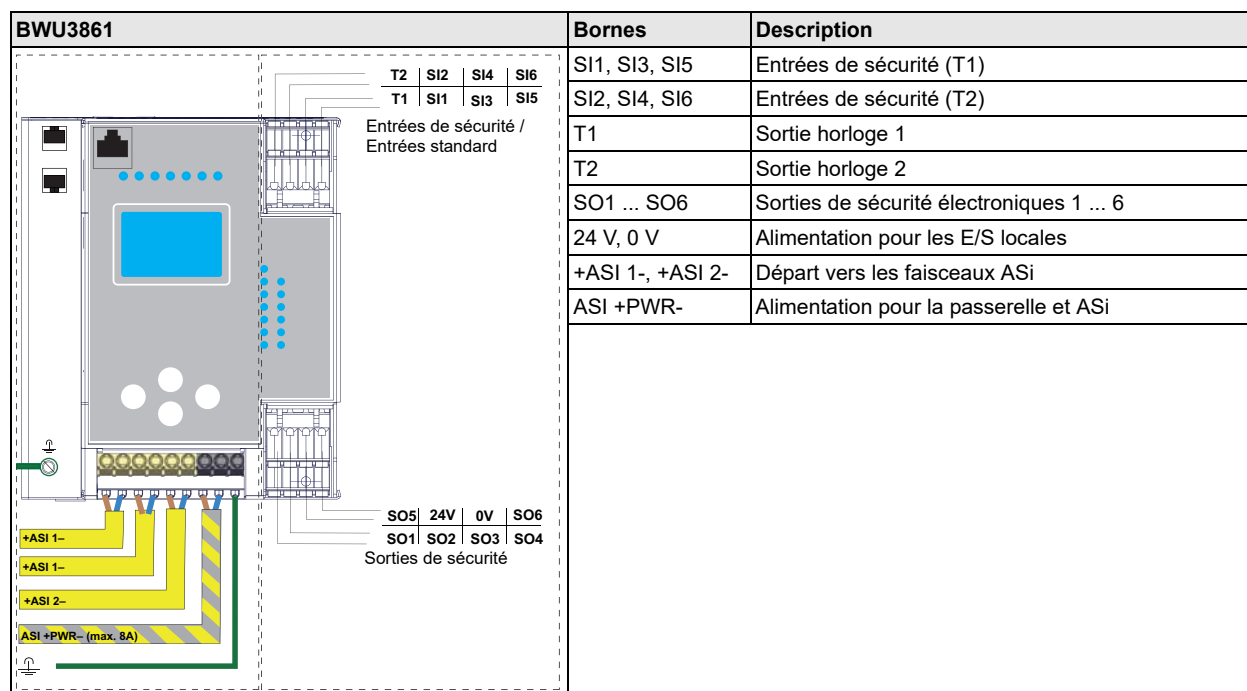 BWU3861
Bornes
Description
T2 SI2 SI4 SI6
T1 SI1 SI3 SI5
Entrées de sécurité /
Entrées standard
SO5 24V 0V SO6
SO1 SO2 SO3 SO4
Sorties de sécurité
+ASI 1–
+ASI 1–
+ASI 2–
ASI +PWR– (max. 8A)
SI1, SI3, SI5 Entrées de sécurité (T1)
SI2, SI4, SI6 Entrées de sécurité (T2)
T1 Sortie horloge 1
T2 Sortie horloge 2
SO1 ... SO6 Sorties de sécurité électroniques 1 ... 6
24 V, 0 V Alimentation pour les E/S locales
+ASI 1-, +ASI 2- Départ vers les faisceaux ASi
ASI +PWR- Alimentation pour la passerelle et ASi